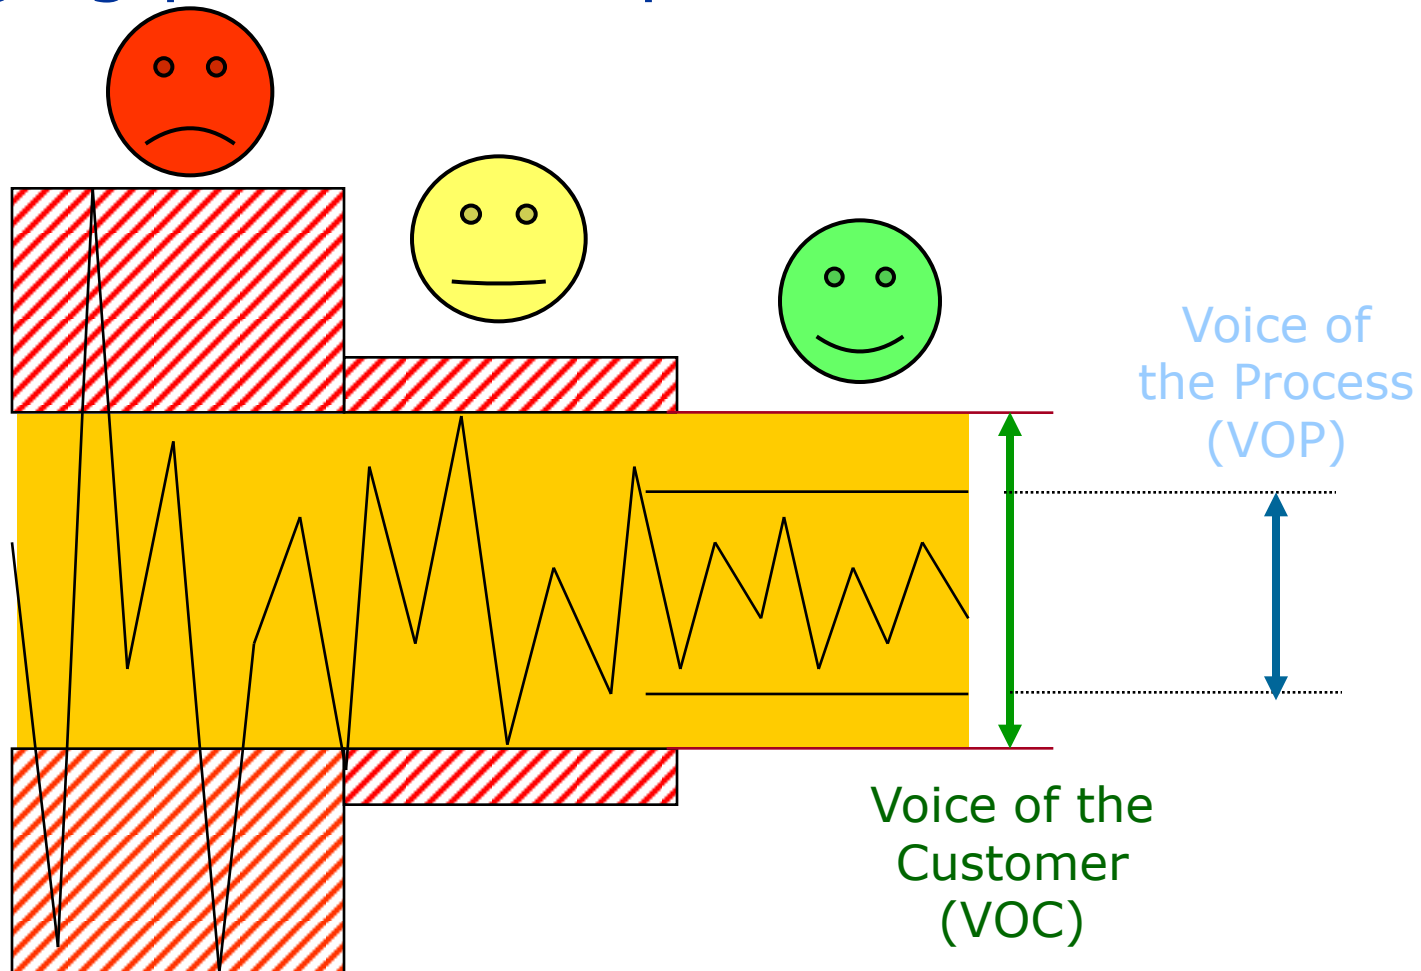 Voice of
the Process
(VOP)
Voice of the
Customer
(VOC)